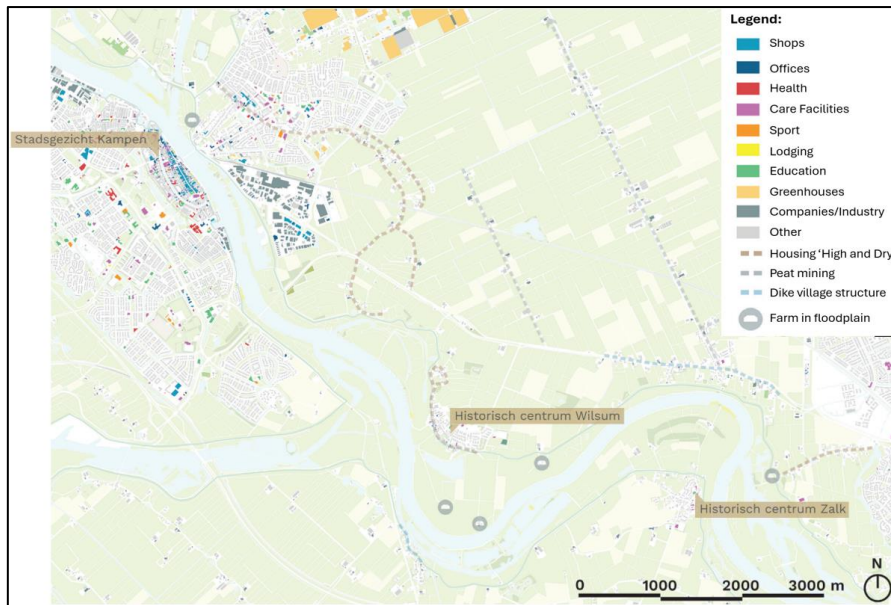 Legend:
Shops
Offices
Health
Care Facilities
Sport
Lodging
Education
Greenhouses
Companies/Industry
Other
Housing 'High and Dry
Peat mining
Dike village structure
Farm in floodplain
Stadsgezicht Kampen
Historisch centrum Wilsum
Historisch centrum Zalk
0 1000 2000 3000 m
N